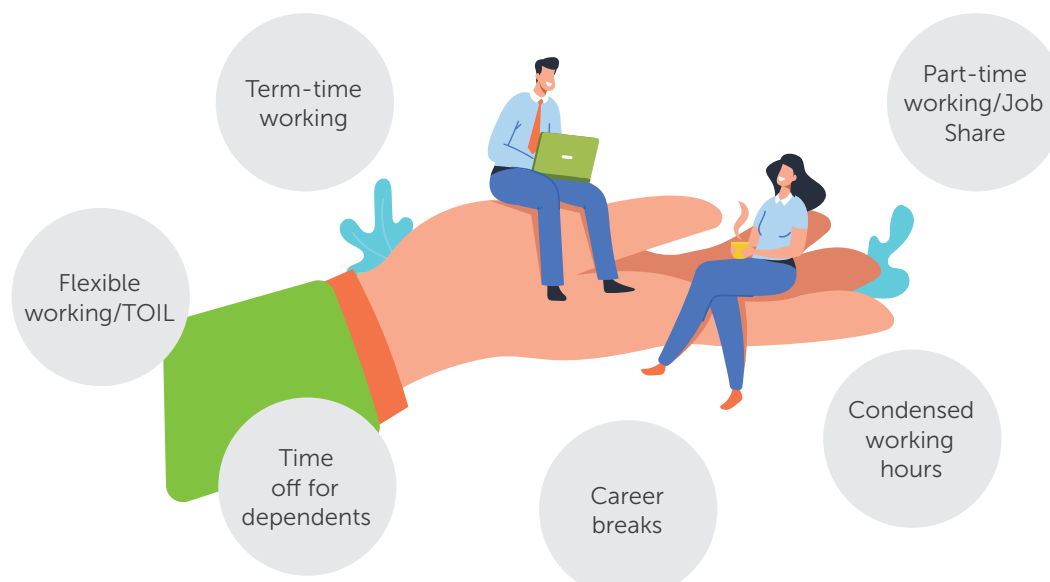 Term-time
working
Part-time
working/Job
Share
Flexible
working/TOIL
Time
off for
dependents
Career
breaks
Condensed
working
hours